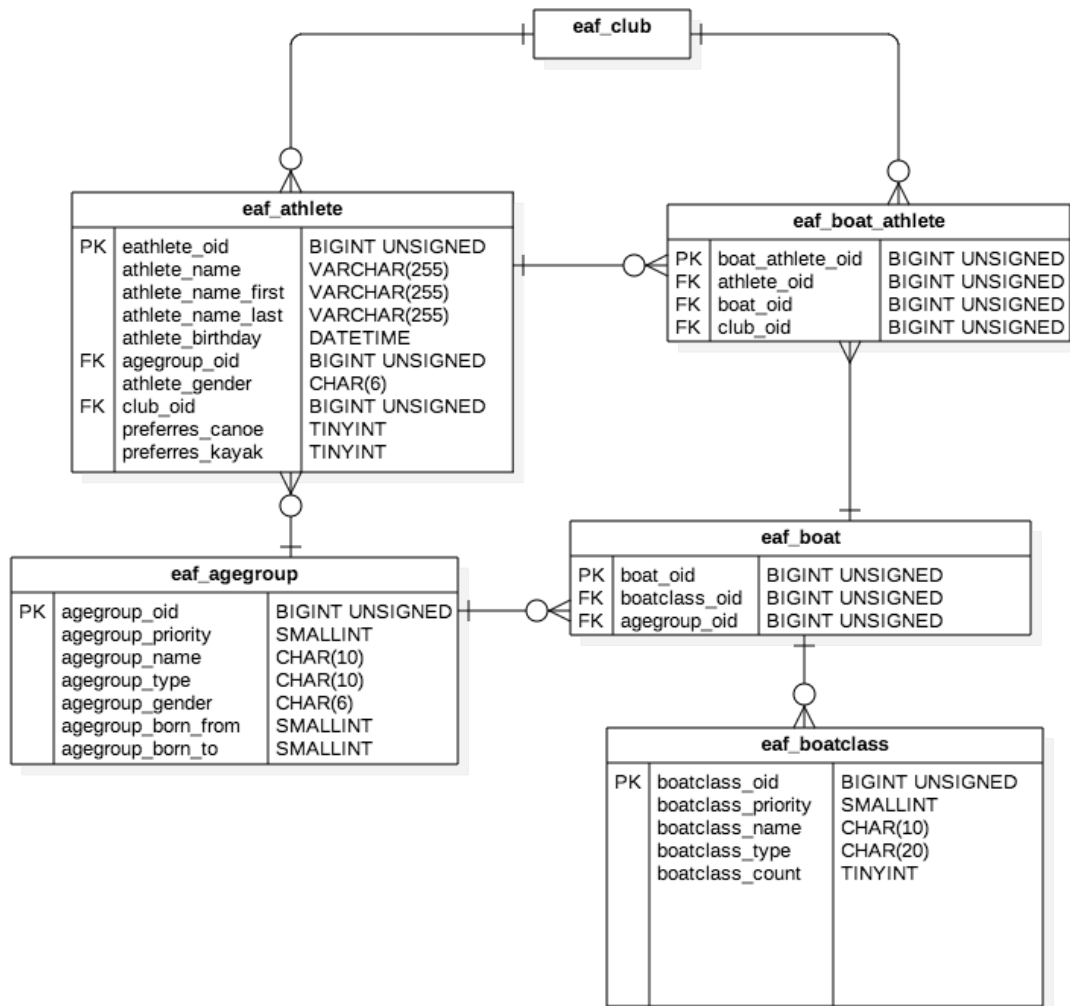 eaf_club
eaf_athlete
PK eathlete_oid BIGINT UNSIGNED
athlete_name VARCHAR(255)
athlete_name_first VARCHAR(255)
athlete_name_last VARCHAR(255)
athlete_birthday DATETIME
FK agegroup_oid BIGINT UNSIGNED
athlete_gender CHAR(6)
FK club_oid BIGINT UNSIGNED
preferres_canoe TINYINT
preferres_kayak TINYINT
eaf_boat_athlete
PK boat_athlete_oid BIGINT UNSIGNED
FK athlete_oid BIGINT UNSIGNED
FK boat_oid BIGINT UNSIGNED
FK club_oid BIGINT UNSIGNED
eaf_agegroup
PK agegroup_oid BIGINT UNSIGNED
agegroup_priority SMALLINT
agegroup_name CHAR(10)
agegroup_type CHAR(10)
agegroup_gender CHAR(6)
agegroup_born_from SMALLINT
agegroup_born_to SMALLINT
eaf_boat
PK boat_oid BIGINT UNSIGNED
FK boatclass_oid BIGINT UNSIGNED
FK agegroup_oid BIGINT UNSIGNED
eaf_boatclass
PK boatclass_oid BIGINT UNSIGNED
boatclass_priority SMALLINT
boatclass_name CHAR(10)
boatclass_type CHAR(20)
boatclass_count TINYINT